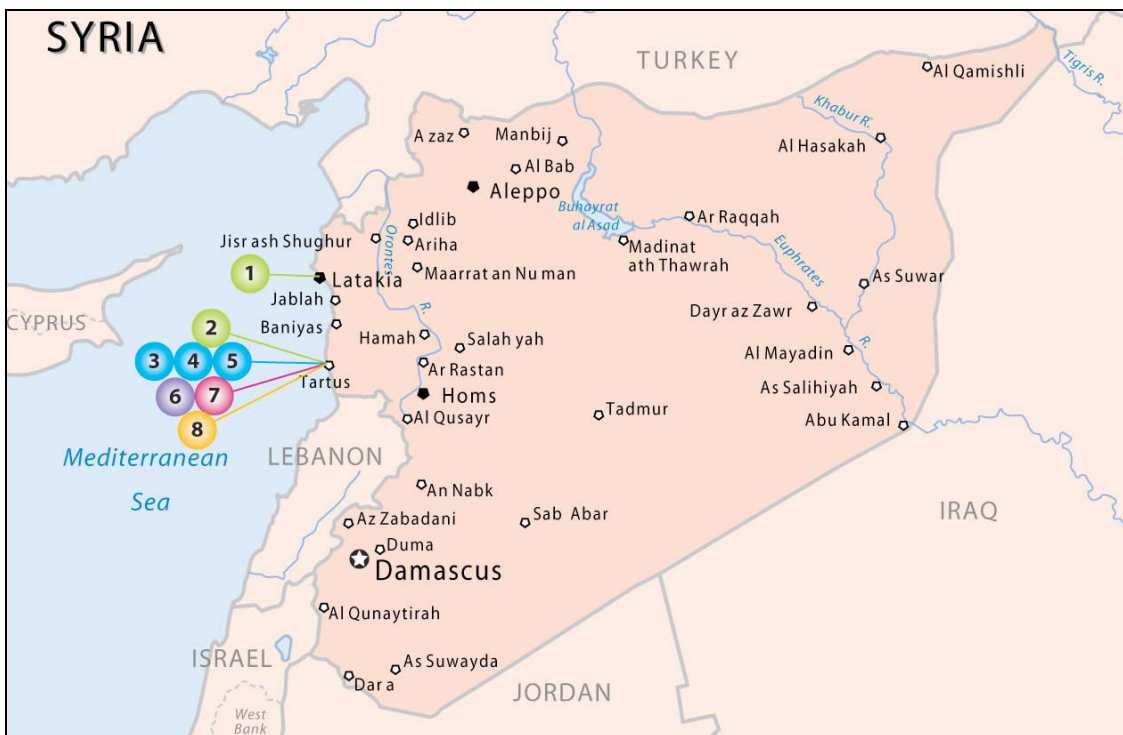 SYRIA
TURKEY
Tigris R.
Al Qamishli
Khabur R.
A zaz
Manbij
Al Hasakah
Al Bab
Aleppo
Buhayrat
al Asad
Ar Raqqah
Idlib
Jisr ash Shughur
Orontes
R.
Ariha
Madinat
ath Thawrah
Euphrates
R.
1
Latakia
Maarrat an Nu man
As Suwar
Jablah
Dayr az Zawr
CYPRUS
2
Baniyas
Hamah
Salah yah
Al Mayadin
3
4
5
Tartus
Ar Rastan
As Salihiyah
6
7
Homs
8
Al Qusayr
Tadmur
Abu Kamal
Mediterranean
Sea
LEBANON
An Nabk
IRAQ
Az Zabadani
Sab Abar
Duma
Damascus
Al Qunaytirah
ISRAEL
As Suwayda
Dar a
JORDAN
West
Bank